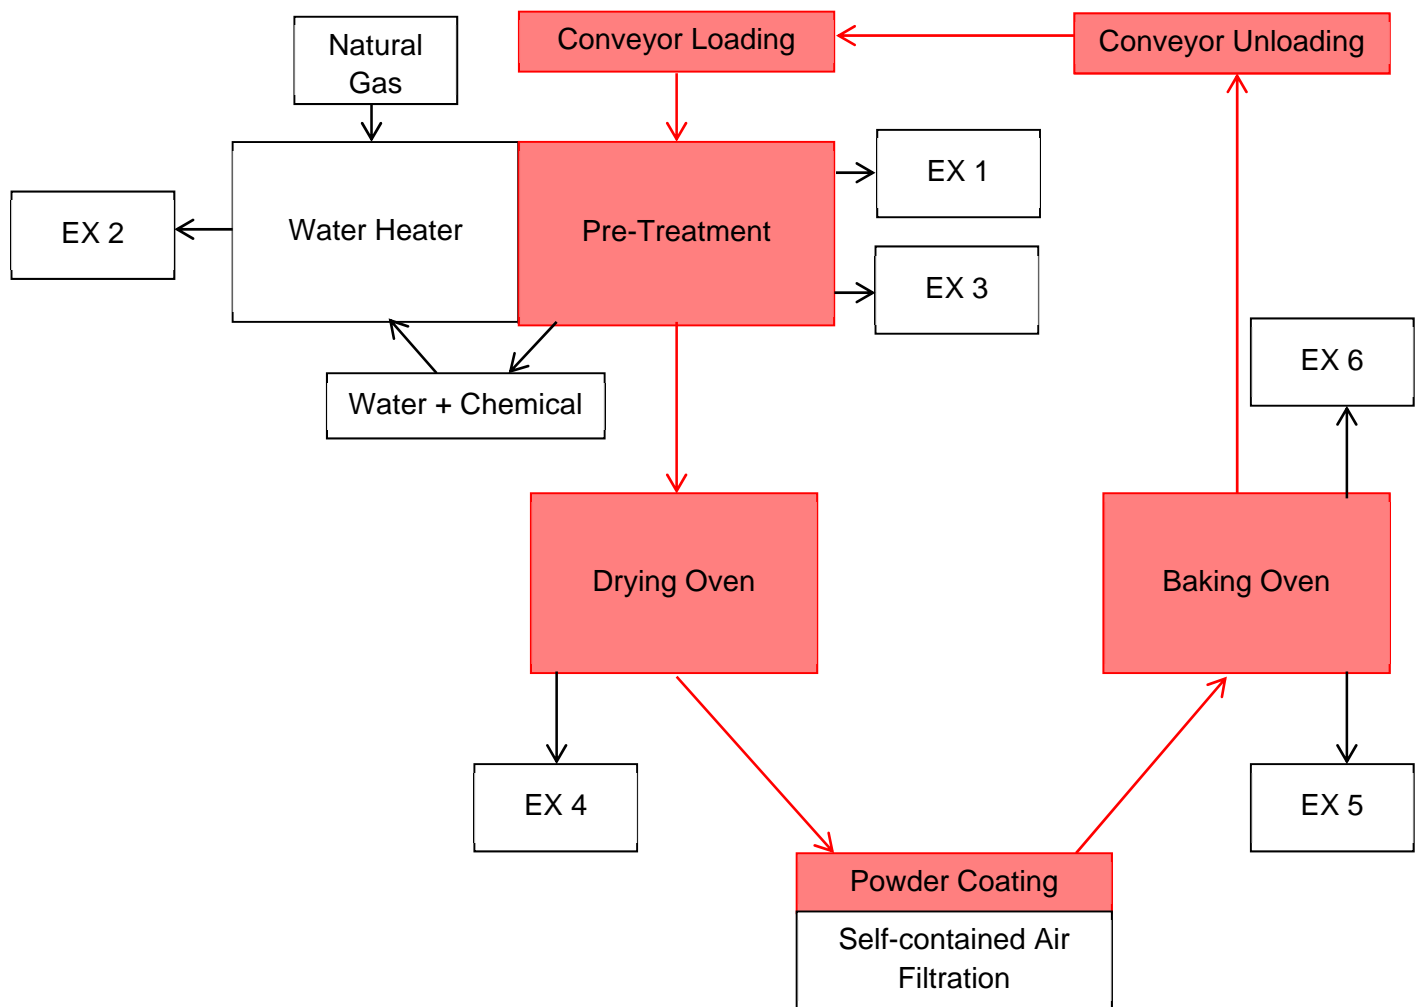 Natural
Gas
Conveyor Loading
Conveyor Unloading
EX 1
EX 2
Water Heater
Pre-Treatment
EX 3
EX 6
Water + Chemical
Drying Oven
Baking Oven
EX 4
EX 5
Powder Coating
Self-contained Air
Filtration